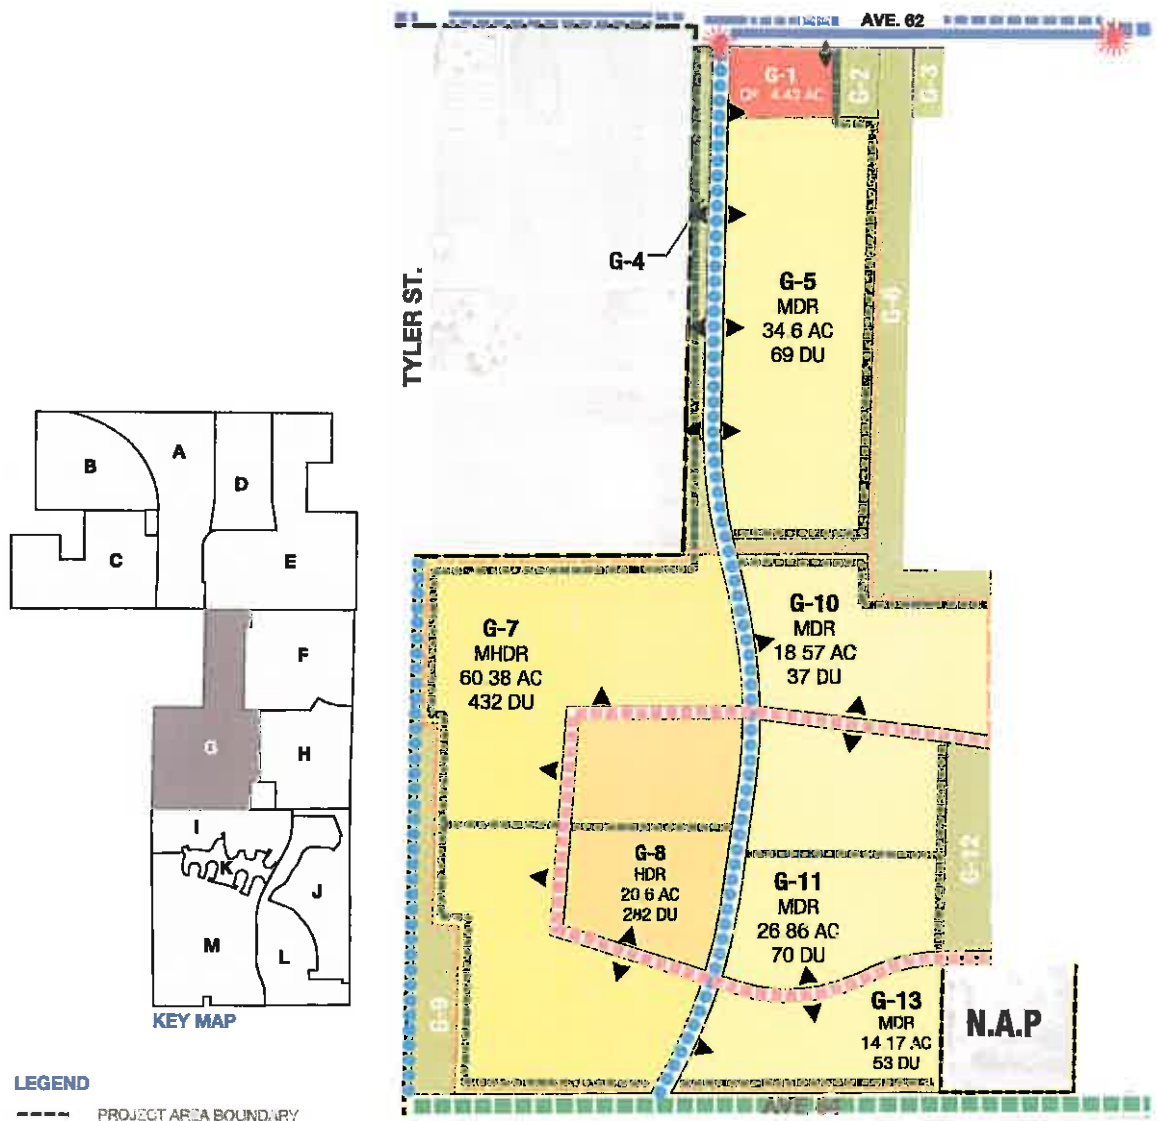 AVE. 62
G-1
4.43 AC
G-2
G-3
G-4
TYLER ST.
G-5
MDR
34.6 AC
69 DU
G-6
G-7
MHDR
60 38 AC
432 DU
G-10
MDR
18 57 AC
37 DU
G-8
HDR
20 6 AC
282 DU
G-11
MDR
26 86 AC
70 DU
G-12
G-9
G-13
MDR
14 17 AC
53 DU
N.A.P
AVE 64
B
A
D
C
E
F
G
H
I
K
J
M
L
KEY MAP
LEGEND
PROJECT AREA BOUNDARY